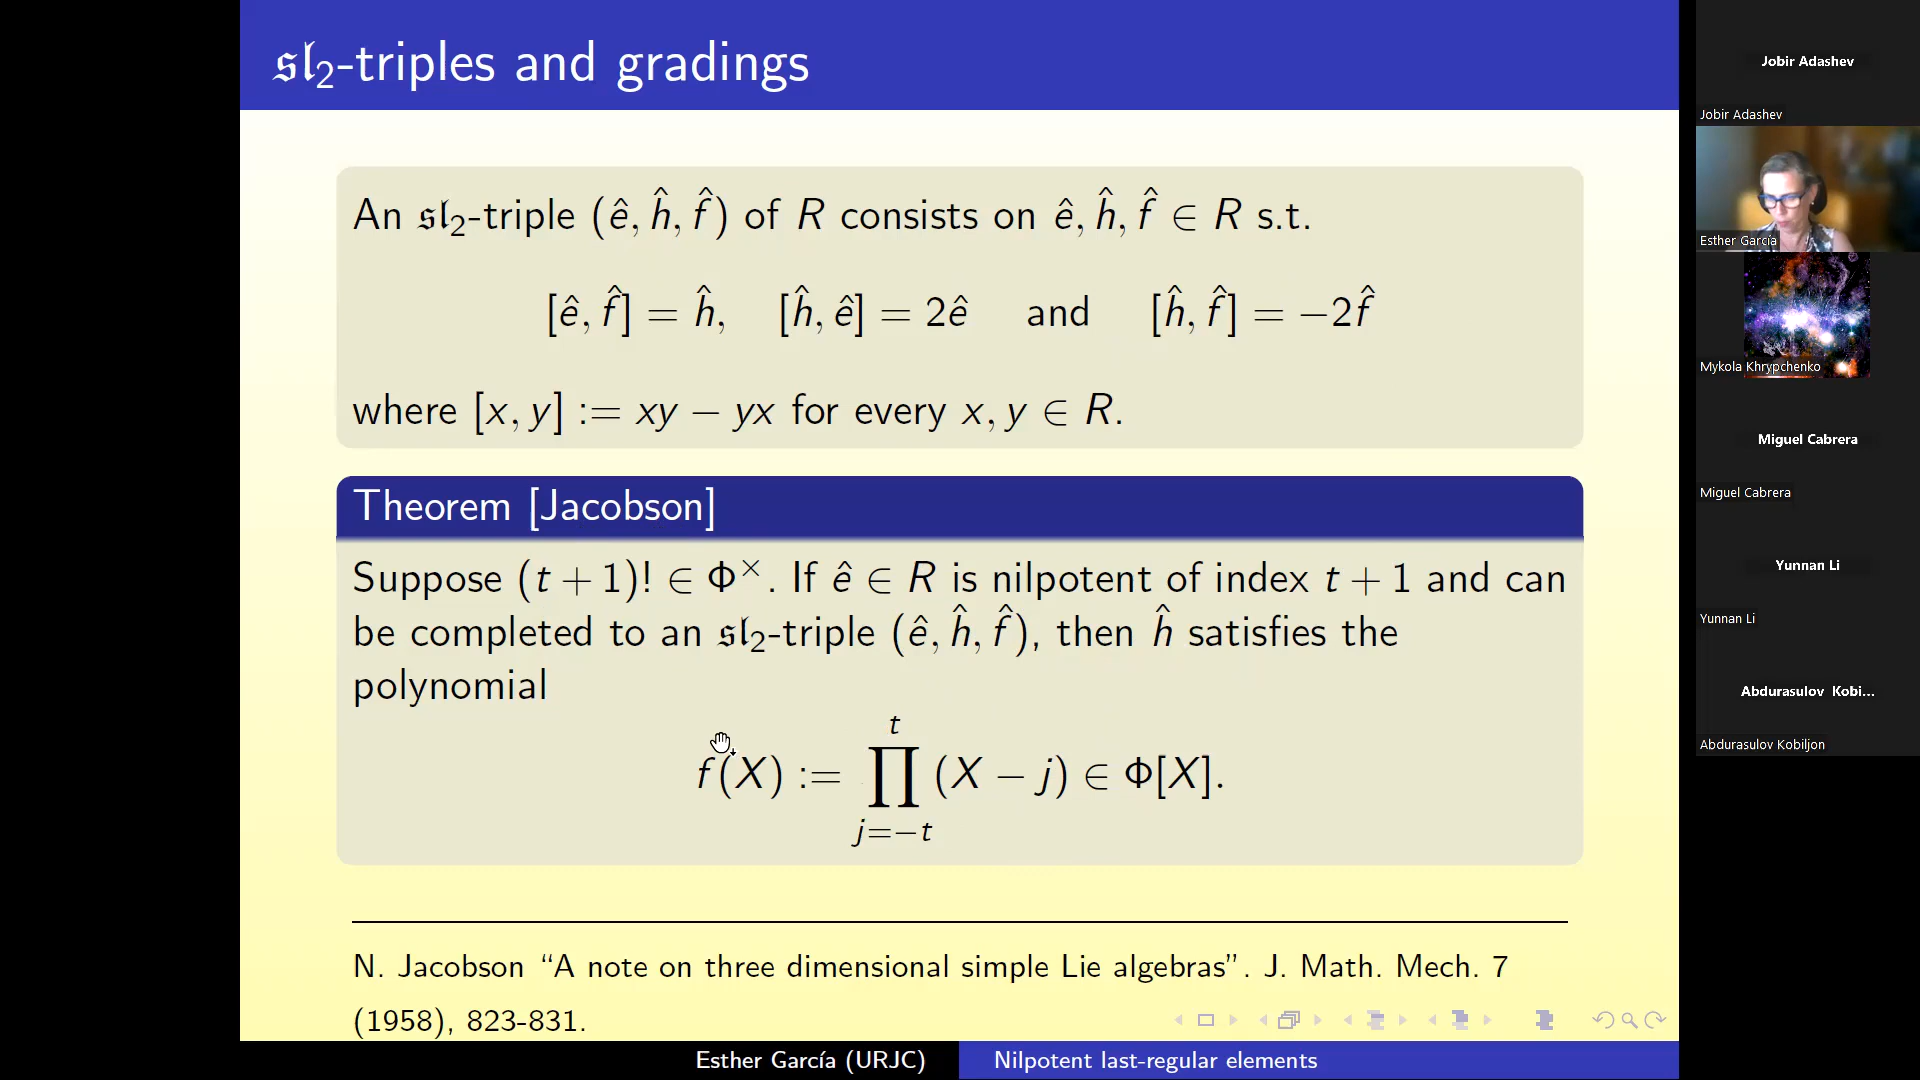 𝔰𝔩₂-triples and gradings
An 𝔰𝔩₂-triple (ê, ĥ, f̂) of R consists on ê, ĥ, f̂ ∈ R s.t.
[ê, f̂] = ĥ, [ĥ, ê] = 2ê and [ĥ, f̂] = −2f̂
where [x, y] := xy − yx for every x, y ∈ R.
Theorem [Jacobson]
Suppose (t + 1)! ∈ Φ^×. If ê ∈ R is nilpotent of index t + 1 and can
be completed to an 𝔰𝔩₂-triple (ê, ĥ, f̂), then ĥ satisfies the
polynomial
f(X) := ∏_{j=−t}^{t} (X − j) ∈ Φ[X].
N. Jacobson “A note on three dimensional simple Lie algebras”. J. Math. Mech. 7
(1958), 823-831.
Esther García (URJC)
Nilpotent last-regular elements
Jobir Adashev
Jobir Adashev
Esther García
Mykola Khrypchenko
Miguel Cabrera
Miguel Cabrera
Yunnan Li
Yunnan Li
Abdurasulov Kobi...
Abdurasulov Kobiljon